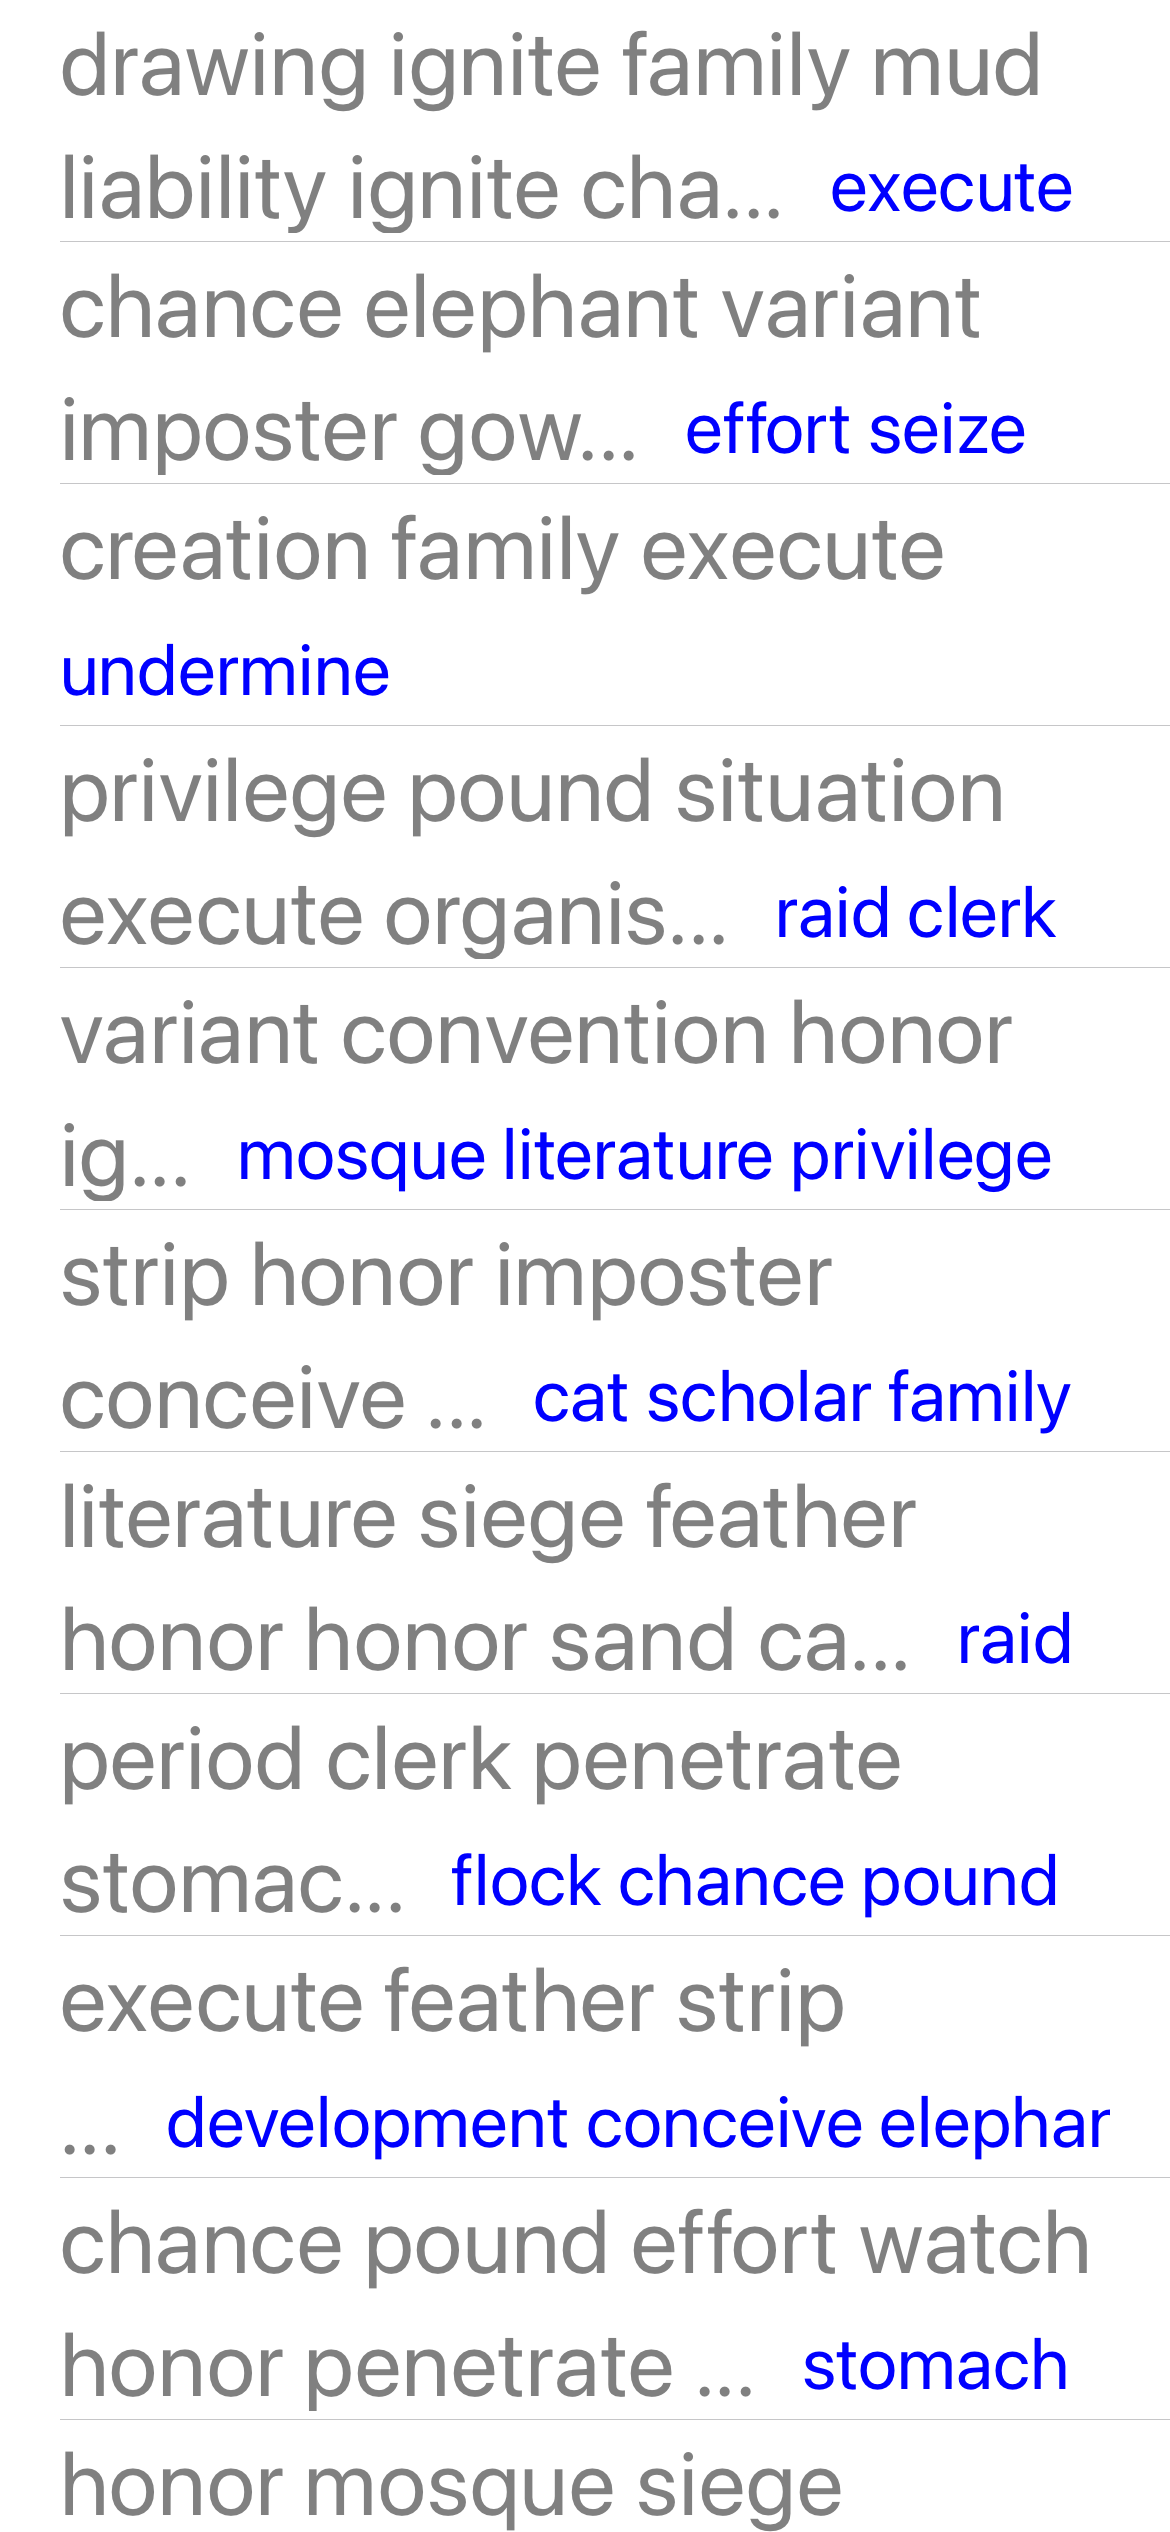 drawing ignite family mud
liability ignite cha... execute
chance elephant variant
imposter gow... effort seize
creation family execute
undermine
privilege pound situation
execute organis... raid clerk
variant convention honor
ig... mosque literature privilege
strip honor imposter
conceive ... cat scholar family
literature siege feather
honor honor sand ca... raid
period clerk penetrate
stomac... flock chance pound
execute feather strip
... development conceive elephar
chance pound effort watch
honor penetrate ... stomach
honor mosque siege